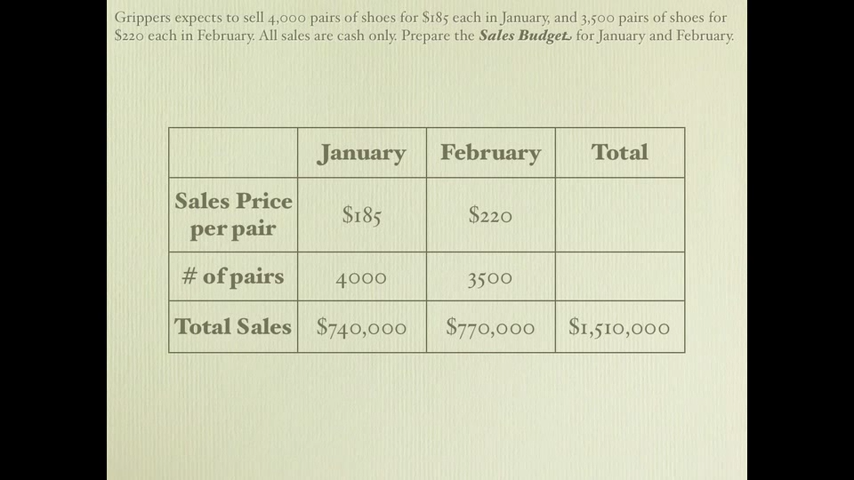 Grippers expects to sell 4,000 pairs of shoes for $185 each in January, and 3,500 pairs of shoes for
$220 each in February. All sales are cash only. Prepare the Sales Budget for January and February.
January February Total
Sales Price
per pair
$185 $220
# of pairs 4000 3500
Total Sales $740,000 $770,000 $1,510,000